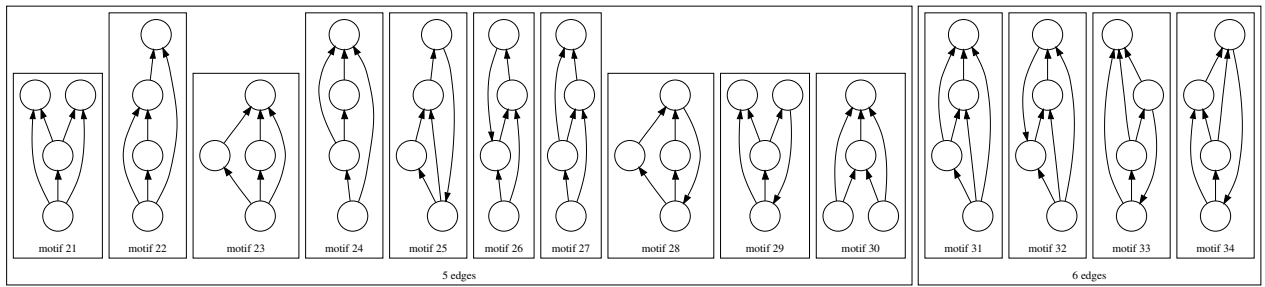 motif 21
motif 22
motif 23
motif 24
motif 25
motif 26
motif 27
motif 28
motif 29
motif 30
motif 31
motif 32
motif 33
motif 34
5 edges
6 edges